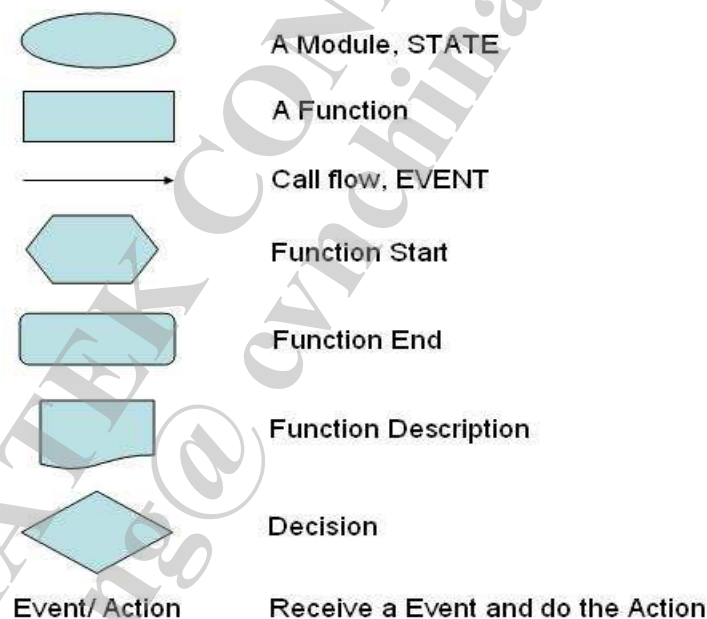 A Module, STATE
A Function
Call flow, EVENT
Function Start
Function End
Function Description
Decision
Event/ Action Receive a Event and do the Action